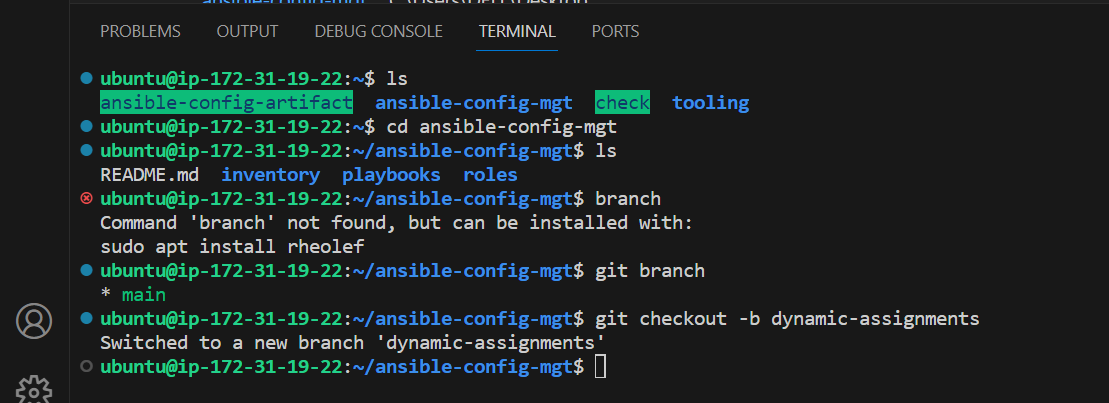 PROBLEMS OUTPUT DEBUG CONSOLE TERMINAL PORTS
ubuntu@ip-172-31-19-22:~$ ls
ansible-config-artifact ansible-config-mgt check tooling
ubuntu@ip-172-31-19-22:~$ cd ansible-config-mgt
ubuntu@ip-172-31-19-22:~/ansible-config-mgt$ ls
README.md inventory playbooks roles
ubuntu@ip-172-31-19-22:~/ansible-config-mgt$ branch
Command 'branch' not found, but can be installed with:
sudo apt install rheolef
ubuntu@ip-172-31-19-22:~/ansible-config-mgt$ git branch
* main
ubuntu@ip-172-31-19-22:~/ansible-config-mgt$ git checkout -b dynamic-assignments
Switched to a new branch 'dynamic-assignments'
ubuntu@ip-172-31-19-22:~/ansible-config-mgt$